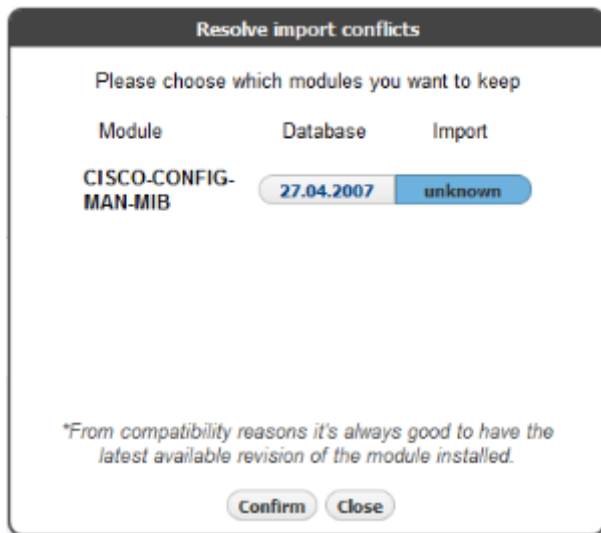 Resolve import conflicts
Please choose which modules you want to keep
Module Database Import
CISCO-CONFIG-
MAN-MIB
27.04.2007 unknown
*From compatibility reasons it's always good to have the
latest available revision of the module installed.
Confirm Close